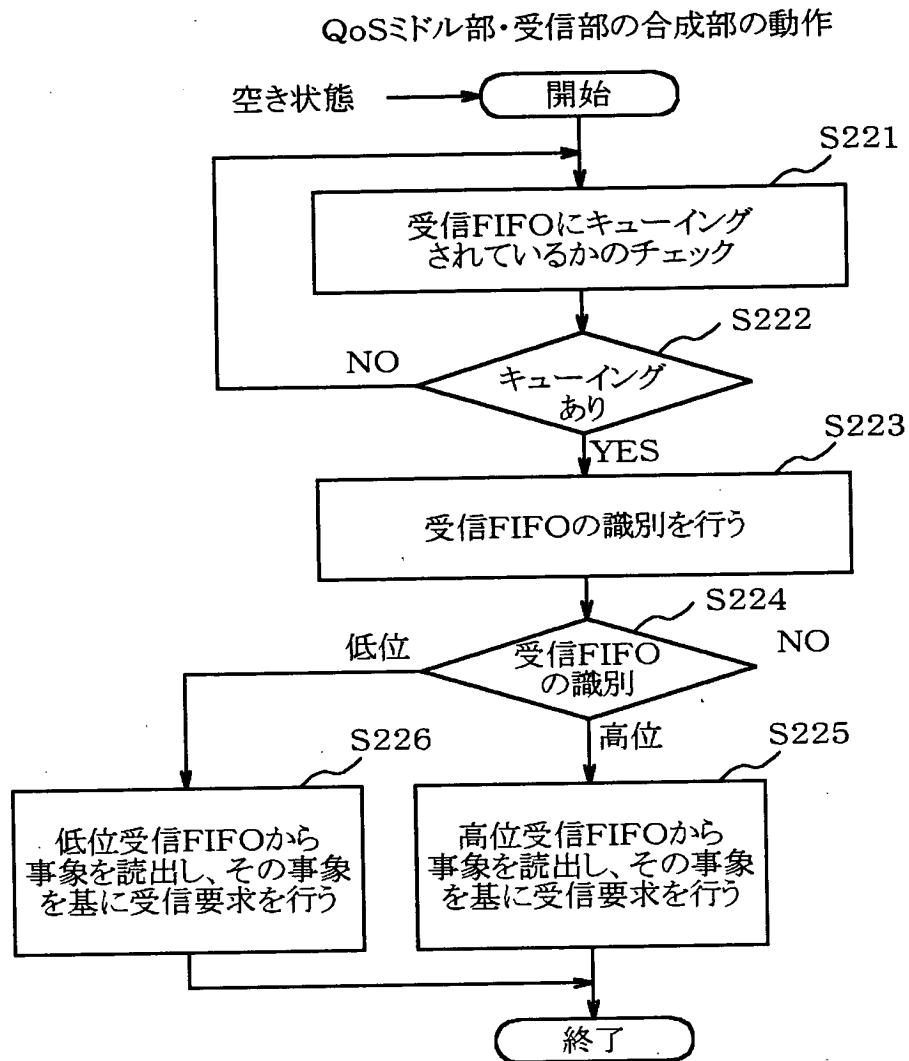 QoSミドル部・受信部の合成部の動作
空き状態
開始
S221
受信FIFOにキューイング
されているかのチェック
S222
NO
キューイング
あり
YES
S223
受信FIFOの識別を行う
S224
低位
NO
受信FIFO
の識別
高位
S226
S225
低位受信FIFOから
事象を読出し、その事象
を基に受信要求を行う
高位受信FIFOから
事象を読出し、その事象
を基に受信要求を行う
終了